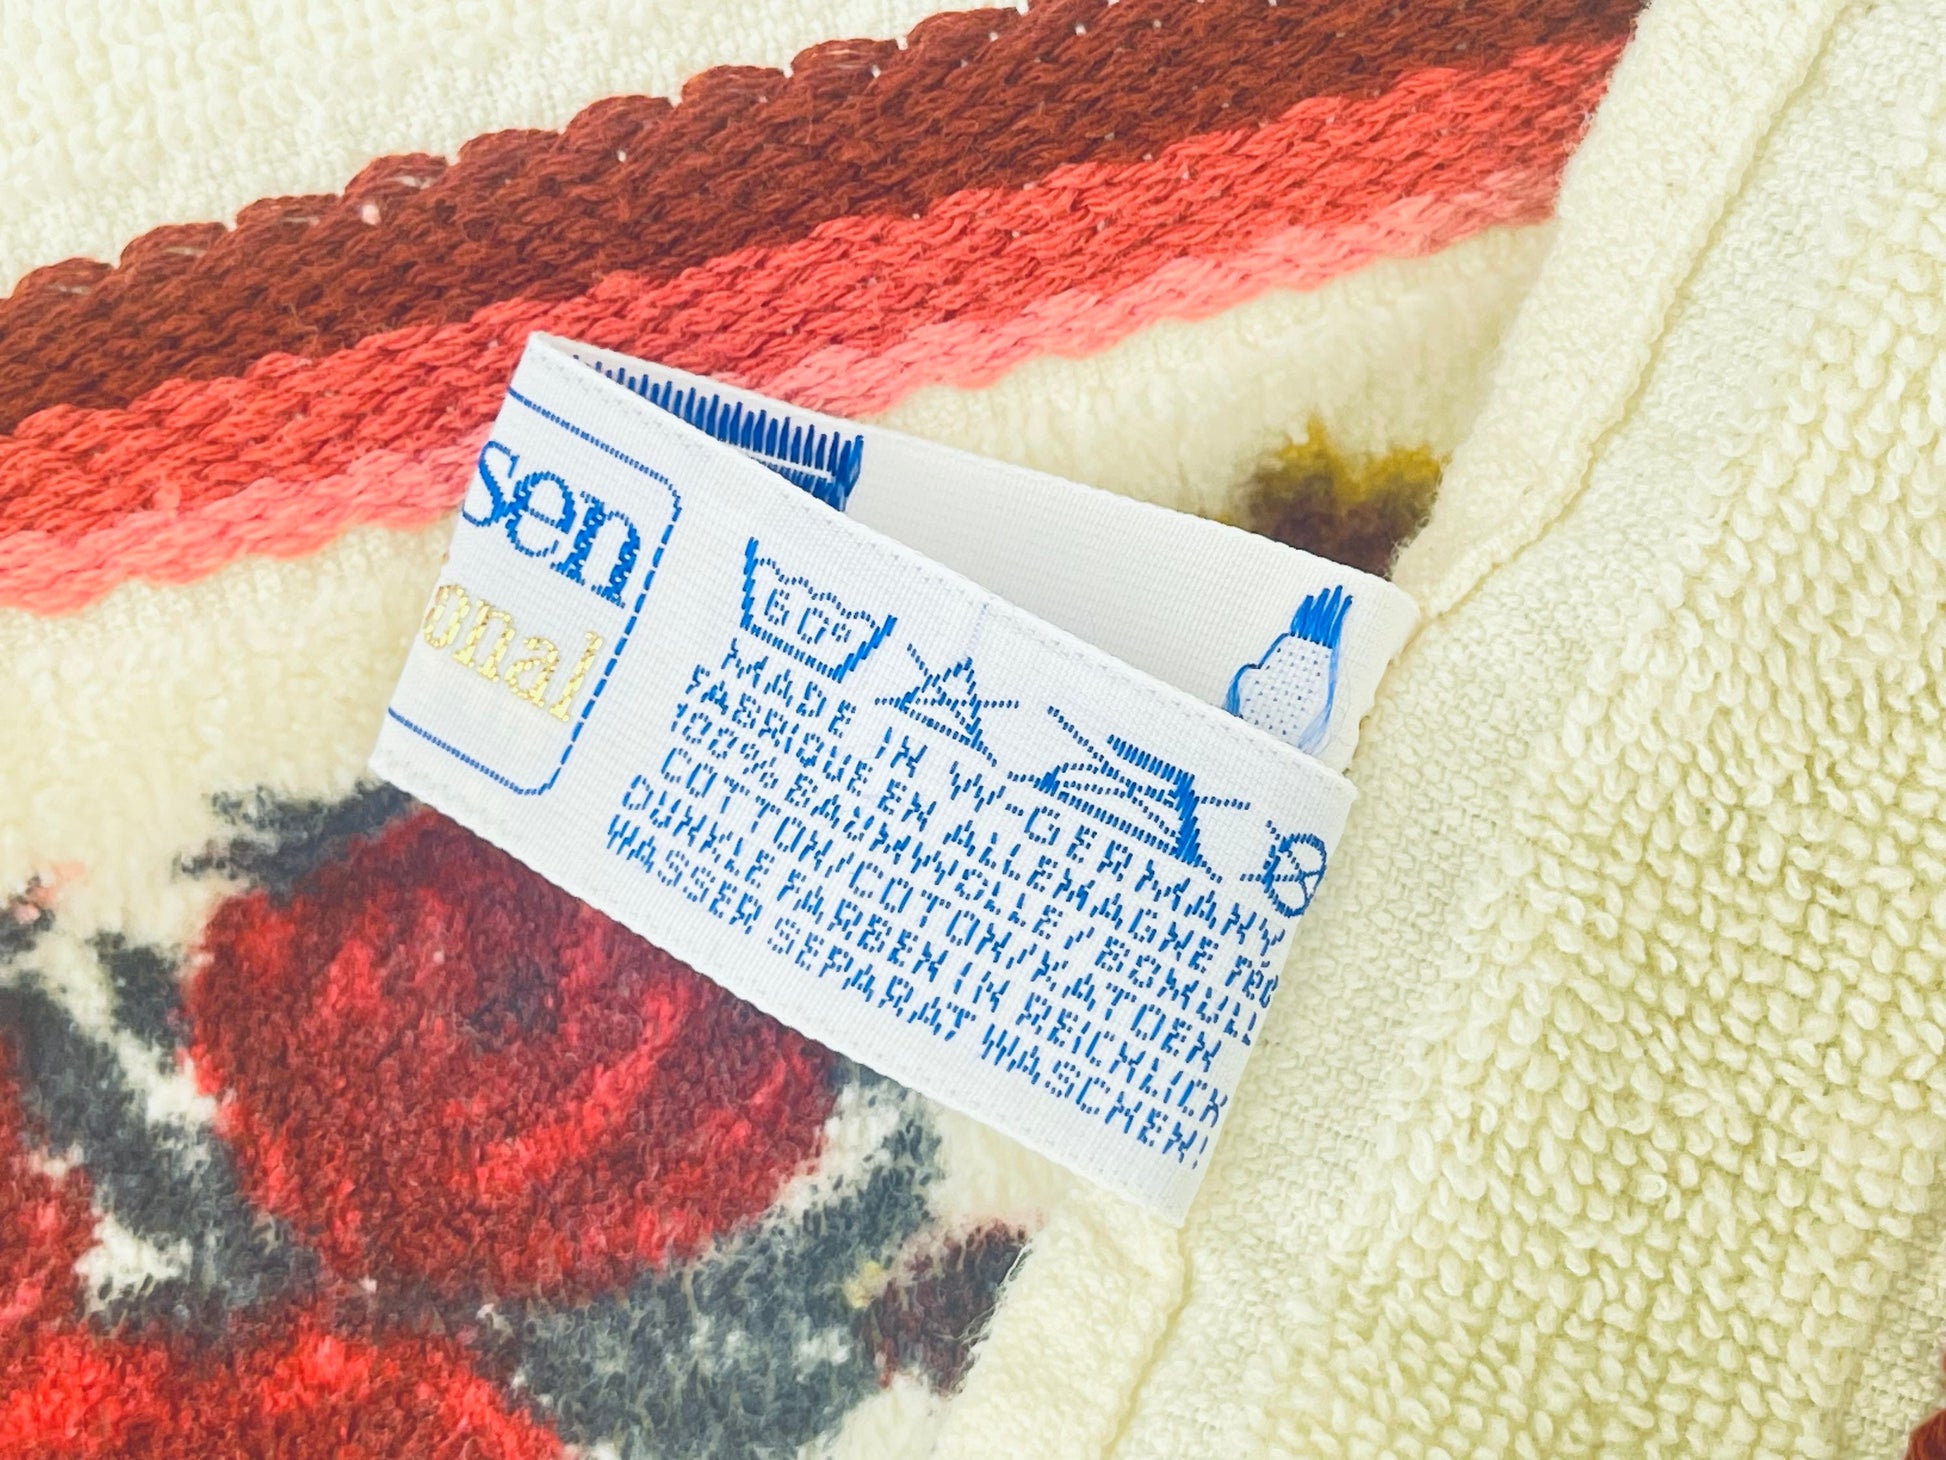 sen
onal
60°
MADE IN W.-GERMANY
FABRIQUE EN ALLEMAGNE FED
100% BAUMWOLLE/BOMULL
COTTON/COTON/KATOEN
DUNKLE FARBEN IN REICHLICH
WASSER SEPARAT WASCHEN!